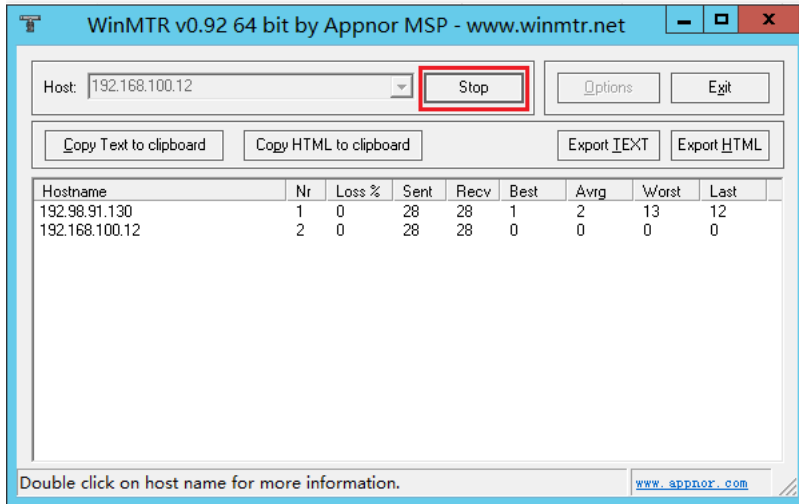 WinMTR v0.92 64 bit by Appnor MSP - www.winmtr.net
Host: 192.168.100.12 Stop Options Exit
Copy Text to clipboard Copy HTML to clipboard Export TEXT Export HTML
Hostname Nr Loss % Sent Recv Best Avrg Worst Last
192.98.91.130 1 0 28 28 1 2 13 12
192.168.100.12 2 0 28 28 0 0 0 0
Double click on host name for more information. www.appnor.com